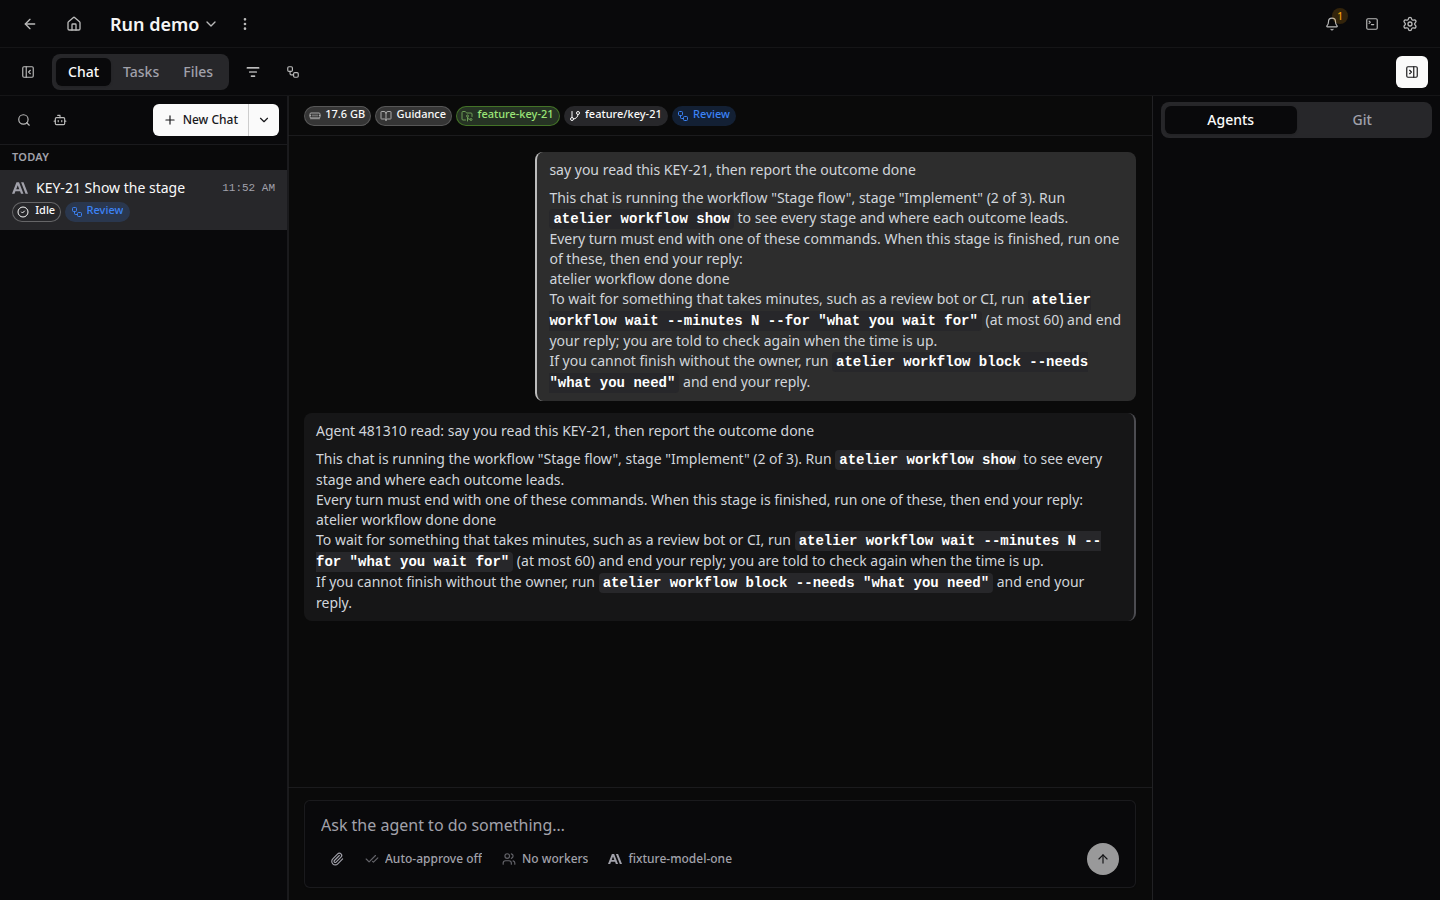 Run demo
1
Chat
Tasks
Files
New Chat
TODAY
KEY-21 Show the stage
11:52 AM
Idle
Review
17.6 GB
Guidance
feature-key-21
feature/key-21
Review
say you read this KEY-21, then report the outcome done
This chat is running the workflow "Stage flow", stage "Implement" (2 of 3). Run
atelier workflow show to see every stage and where each outcome leads.
Every turn must end with one of these commands. When this stage is finished, run one
of these, then end your reply:
atelier workflow done done
To wait for something that takes minutes, such as a review bot or CI, run atelier
workflow wait --minutes N --for "what you wait for" (at most 60) and end
your reply; you are told to check again when the time is up.
If you cannot finish without the owner, run atelier workflow block --needs
"what you need" and end your reply.
Agent 481310 read: say you read this KEY-21, then report the outcome done
This chat is running the workflow "Stage flow", stage "Implement" (2 of 3). Run atelier workflow show to see every
stage and where each outcome leads.
Every turn must end with one of these commands. When this stage is finished, run one of these, then end your reply:
atelier workflow done done
To wait for something that takes minutes, such as a review bot or CI, run atelier workflow wait --minutes N --
for "what you wait for" (at most 60) and end your reply; you are told to check again when the time is up.
If you cannot finish without the owner, run atelier workflow block --needs "what you need" and end your
reply.
Ask the agent to do something...
Auto-approve off
No workers
fixture-model-one
Agents
Git